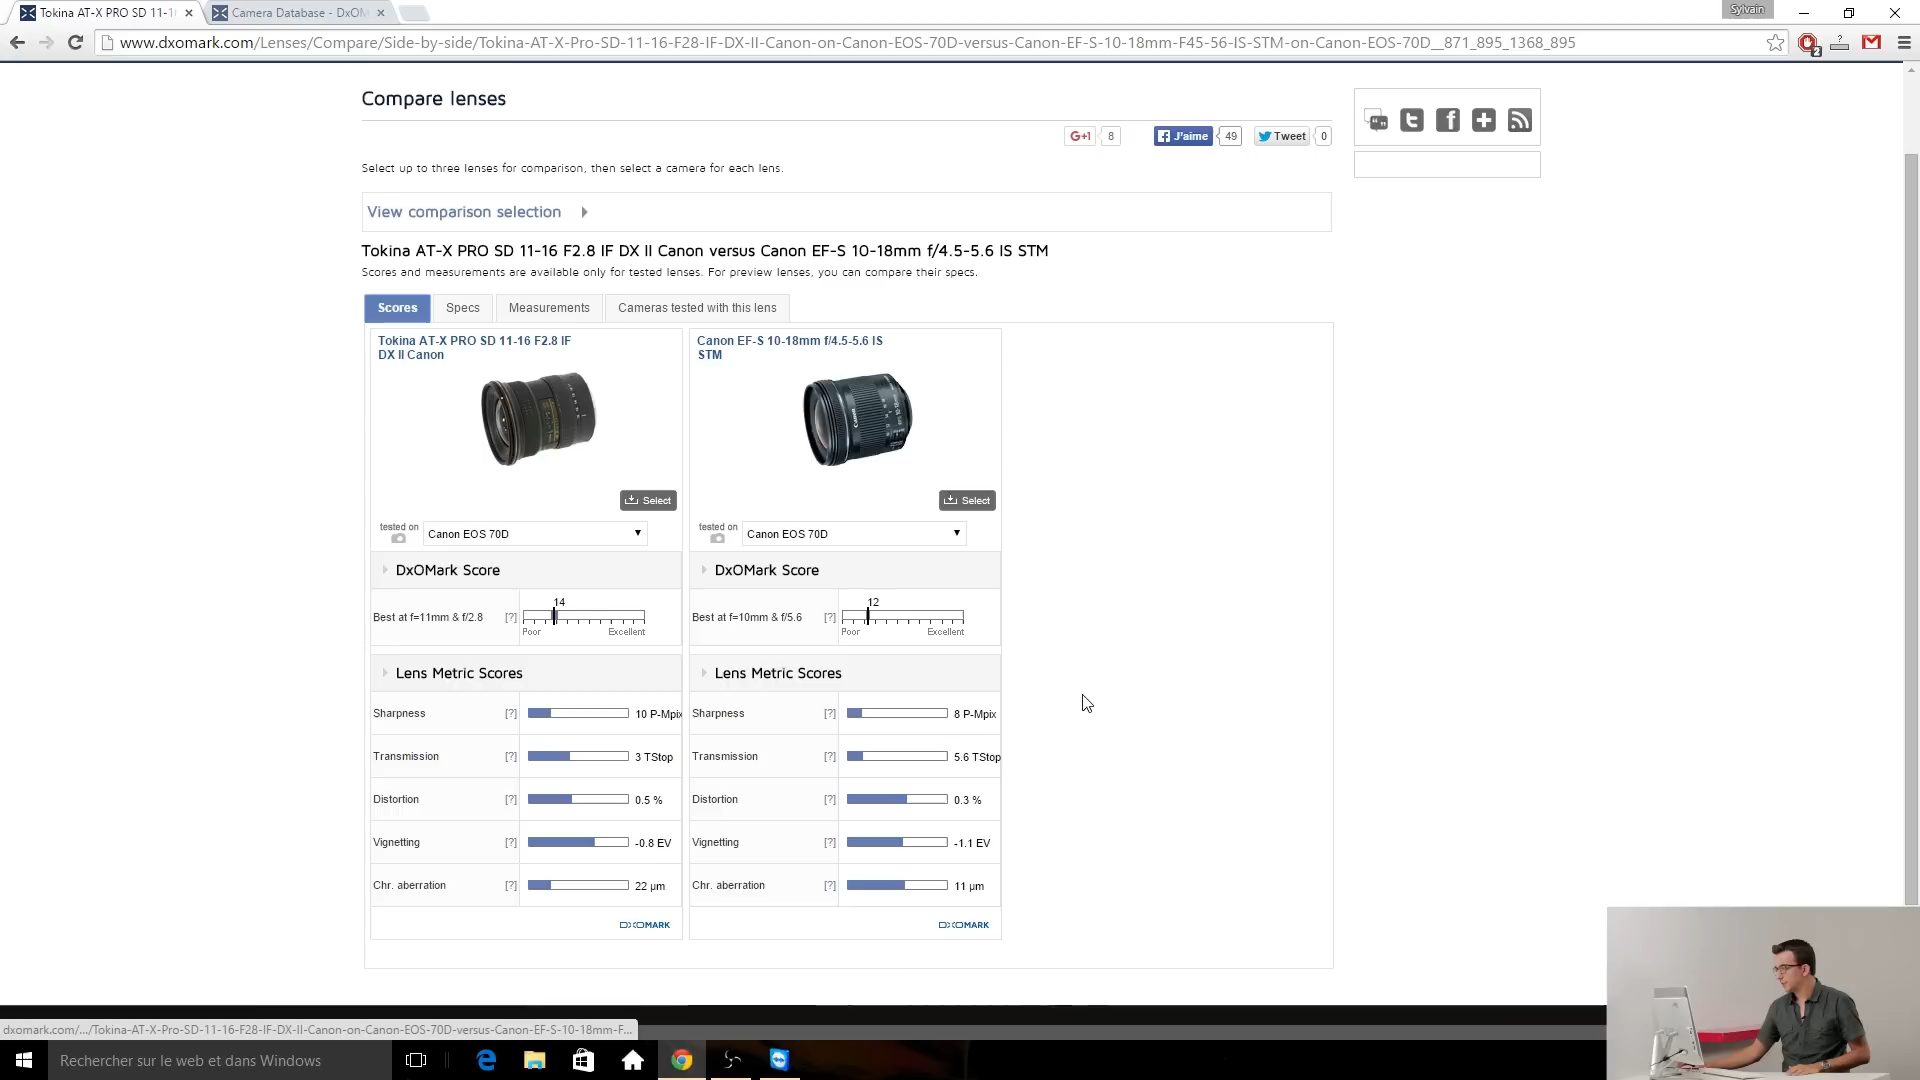 Tokina AT-X PRO SD 11-1
Camera Database - DxOM
Sylvain
www.dxomark.com/Lenses/Compare/Side-by-side/Tokina-AT-X-Pro-SD-11-16-F28-IF-DX-II-Canon-on-Canon-EOS-70D-versus-Canon-EF-S-10-18mm-F45-56-IS-STM-on-Canon-EOS-70D__871_895_1368_895
2
Compare lenses
G+1 8
J'aime 49
Tweet 0
Select up to three lenses for comparison, then select a camera for each lens.
View comparison selection
Tokina AT-X PRO SD 11-16 F2.8 IF DX II Canon versus Canon EF-S 10-18mm f/4.5-5.6 IS STM
Scores and measurements are available only for tested lenses. For preview lenses, you can compare their specs.
Scores Specs Measurements Cameras tested with this lens
Tokina AT-X PRO SD 11-16 F2.8 IF
DX II Canon
Select
tested on Canon EOS 70D
DxOMark Score
Best at f=11mm & f/2.8 [?] 14
Poor Excellent
Lens Metric Scores
Sharpness [?] 10 P-Mpix
Transmission [?] 3 TStop
Distortion [?] 0.5 %
Vignetting [?] -0.8 EV
Chr. aberration [?] 22 µm
DXOMARK
Canon EF-S 10-18mm f/4.5-5.6 IS
STM
Select
tested on Canon EOS 70D
DxOMark Score
Best at f=10mm & f/5.6 [?] 12
Poor Excellent
Lens Metric Scores
Sharpness [?] 8 P-Mpix
Transmission [?] 5.6 TStop
Distortion [?] 0.3 %
Vignetting [?] -1.1 EV
Chr. aberration [?] 11 µm
DXOMARK
dxomark.com/.../Tokina-AT-X-Pro-SD-11-16-F28-IF-DX-II-Canon-on-Canon-EOS-70D-versus-Canon-EF-S-10-18mm-F...
Rechercher sur le web et dans Windows